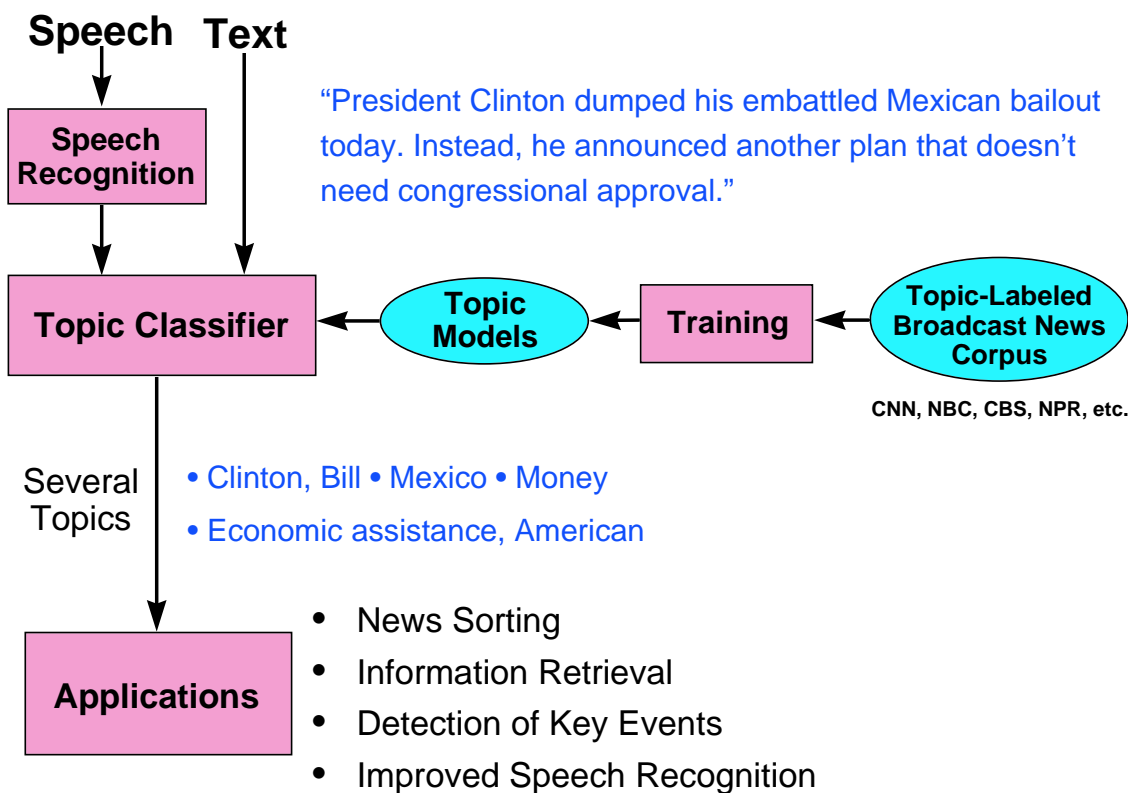 Speech Text
“President Clinton dumped his embattled Mexican bailout
today. Instead, he announced another plan that doesn’t
need congressional approval.”
Speech
Recognition
Topic Classifier
Topic
Models
Training
Topic-Labeled
Broadcast News
Corpus
CNN, NBC, CBS, NPR, etc.
Several
Topics
• Clinton, Bill • Mexico • Money
• Economic assistance, American
Applications
• News Sorting
• Information Retrieval
• Detection of Key Events
• Improved Speech Recognition